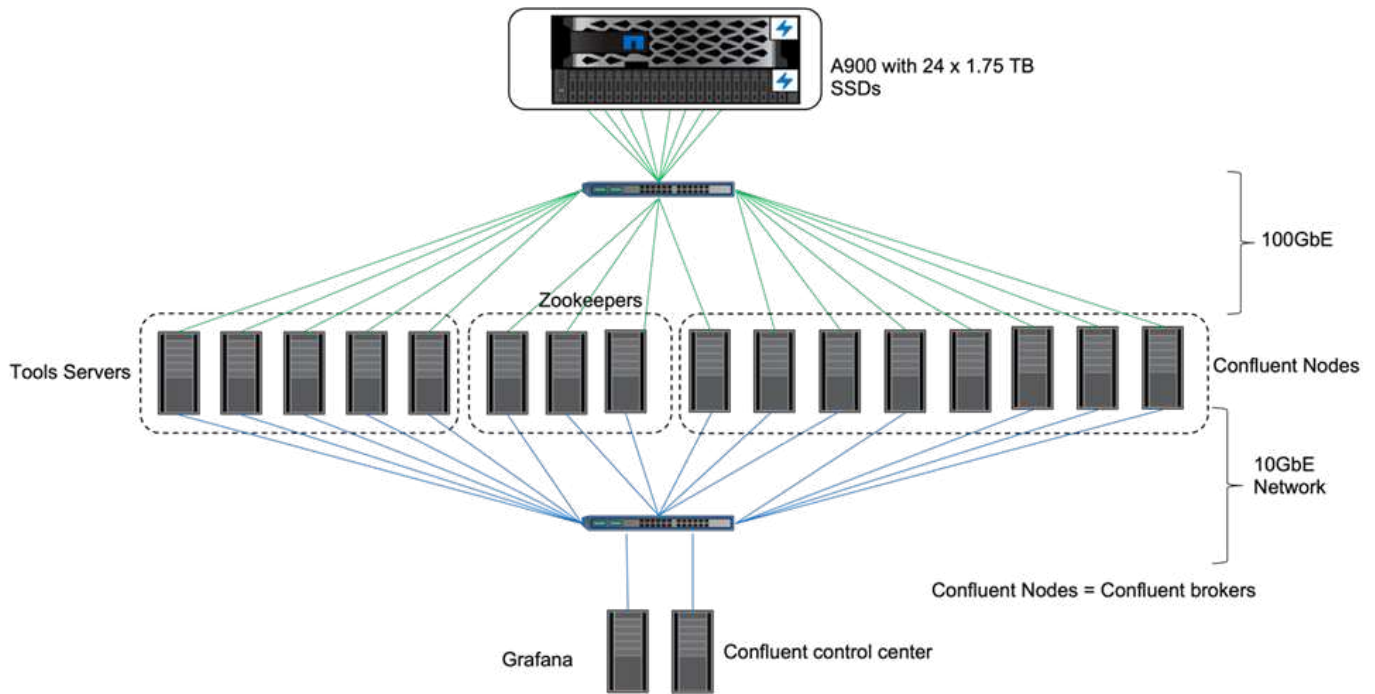 A900 with 24 x 1.75 TB
SSDs
100GbE
Zookeepers
Tools Servers
Confluent Nodes
10GbE
Network
Confluent Nodes = Confluent brokers
Grafana
Confluent control center